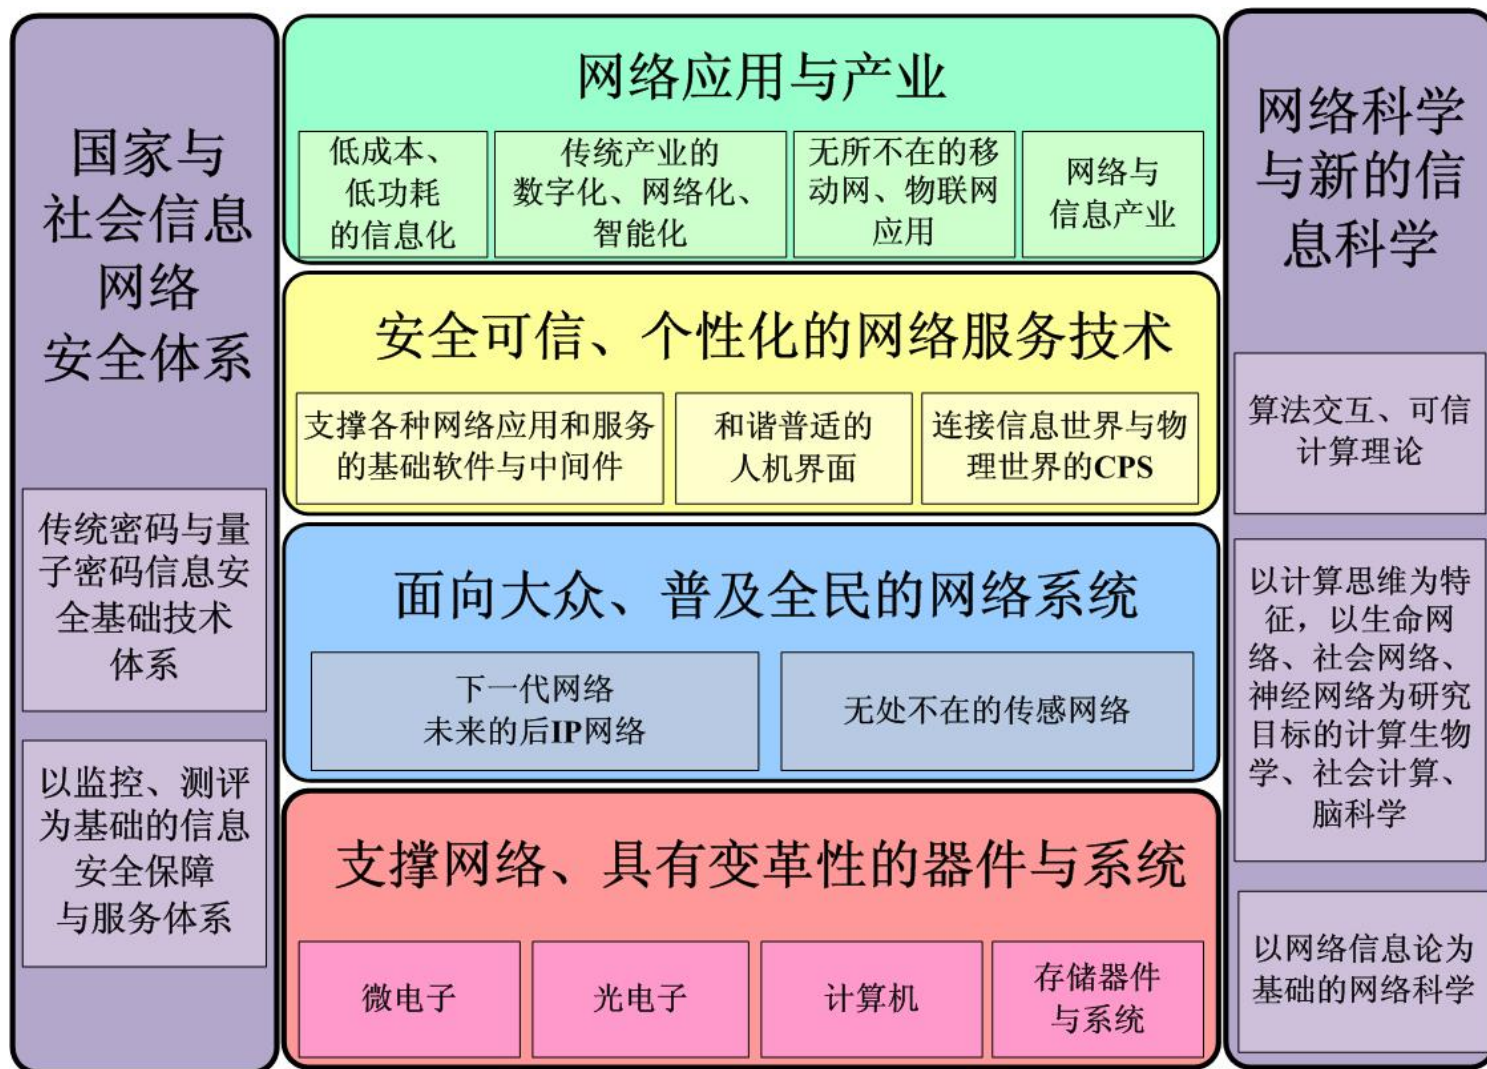 国家与
社会信息
网络
安全体系
传统密码与量
子密码信息安
全基础技术
体系
以监控、测评
为基础的信息
安全保障
与服务体系
网络应用与产业
低成本、
低功耗
的信息化
传统产业的
数字化、网络化、
智能化
无所不在的移
动网、物联网
应用
网络与
信息产业
安全可信、个性化的网络服务技术
支撑各种网络应用和服务
的基础软件与中间件
和谐普适的
人机界面
连接信息世界与物
理世界的CPS
面向大众、普及全民的网络系统
下一代网络
未来的后IP网络
无处不在的传感网络
支撑网络、具有变革性的器件与系统
微电子
光电子
计算机
存储器件
与系统
网络科学
与新的信
息科学
算法交互、可信
计算理论
以计算思维为特
征，以生命网
络、社会网络、
神经网络为研究
目标的计算生物
学、社会计算、
脑科学
以网络信息论为
基础的网络科学